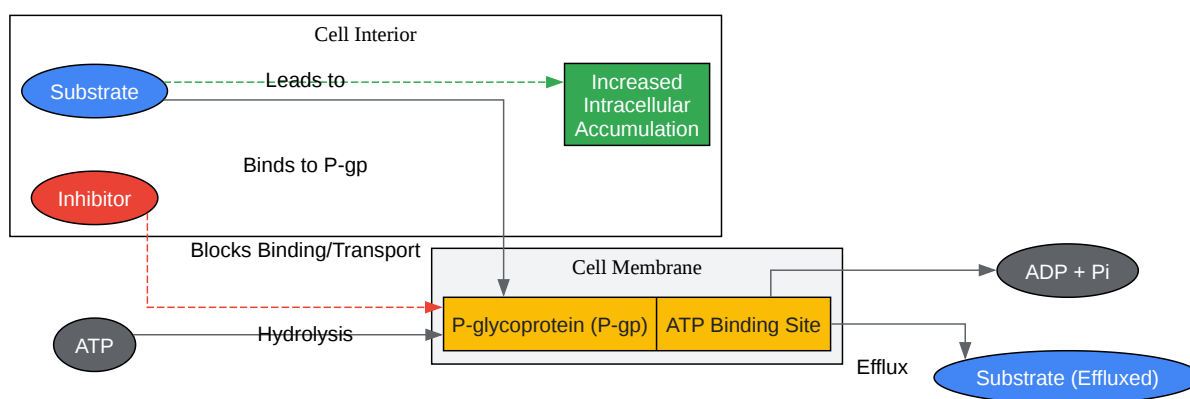 Cell Interior
Substrate
Leads to
Increased
Intracellular
Accumulation
Binds to P-gp
Inhibitor
Blocks Binding/Transport
Cell Membrane
ADP + Pi
P-glycoprotein (P-gp)
ATP Binding Site
ATP
Hydrolysis
Efflux
Substrate (Effluxed)